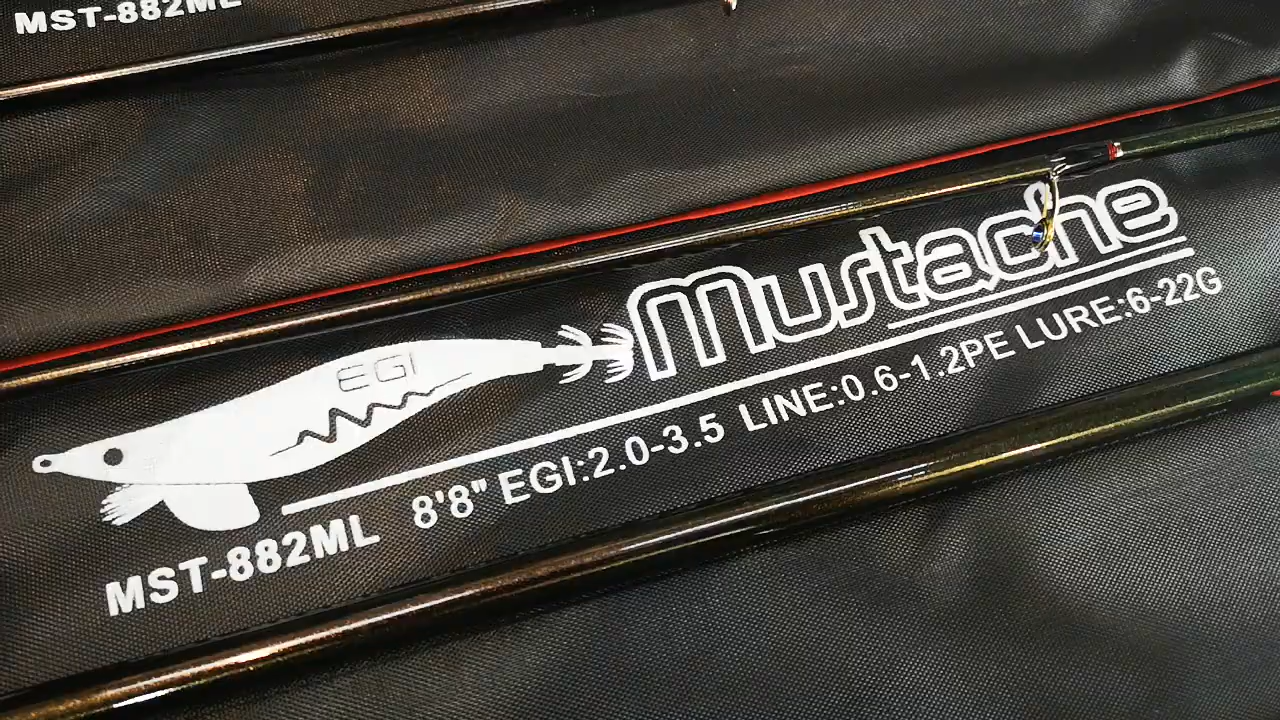 MST-882ML
Mustache
EGI
MST-882ML 8'8" EGI:2.0-3.5 LINE:0.6-1.2PE LURE:6-22G